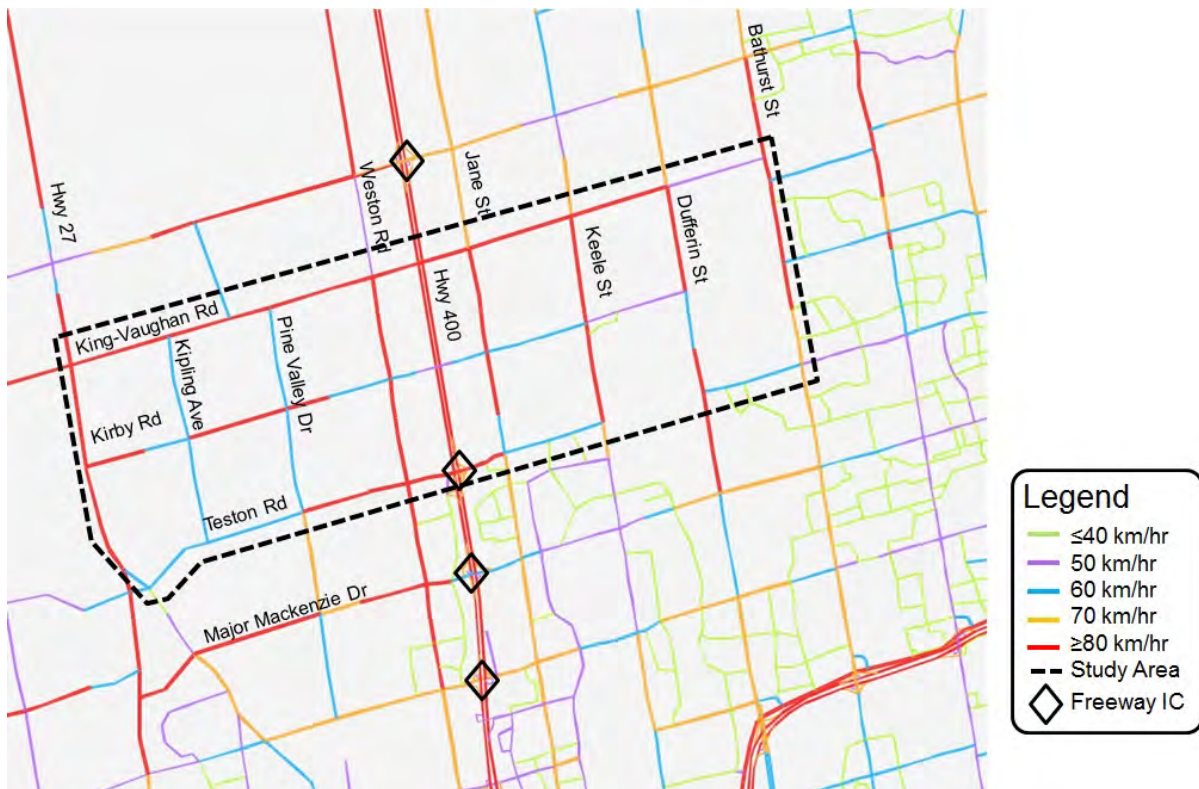 Bathurst St
Hwy 27
Weston Rd
Jane St
Keele St
Dufferin St
Hwy 400
King-Vaughan Rd
Kipling Ave
Pine Valley Dr
Kirby Rd
Teston Rd
Major Mackenzie Dr
Legend
≤40 km/hr
50 km/hr
60 km/hr
70 km/hr
≥80 km/hr
Study Area
Freeway IC